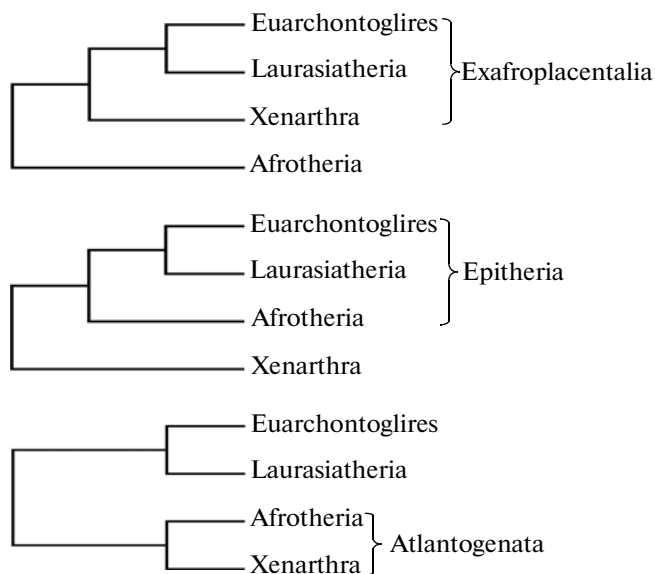 Euarchontoglires
Laurasiatheria
Exafroplacentalia
Xenarthra
Afrotheria
Euarchontoglires
Laurasiatheria
Epitheria
Afrotheria
Xenarthra
Euarchontoglires
Laurasiatheria
Afrotheria
Atlantogenata
Xenarthra